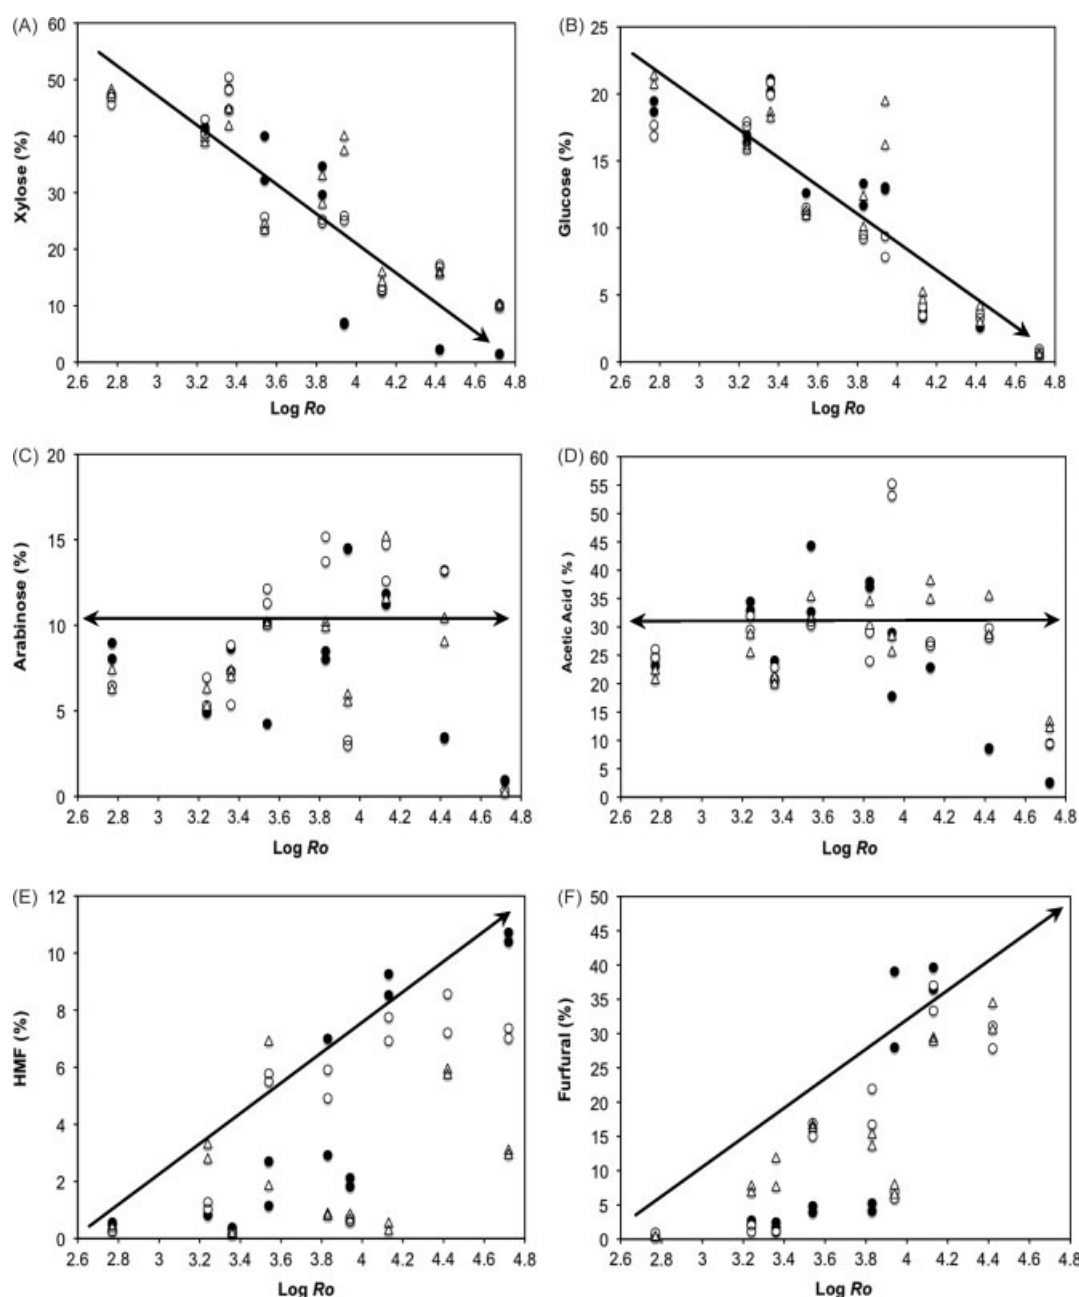 (A)
Xylose (%)
60
50
40
30
20
10
0
2.6 2.8 3 3.2 3.4 3.6 3.8 4 4.2 4.4 4.6 4.8
Log Ro
(B)
Glucose (%)
25
20
15
10
5
0
2.6 2.8 3 3.2 3.4 3.6 3.8 4 4.2 4.4 4.6 4.8
Log Ro
(C)
Arabinose (%)
20
15
10
5
0
2.6 2.8 3 3.2 3.4 3.6 3.8 4 4.2 4.4 4.6 4.8
Log Ro
(D)
Acetic Acid ( % )
60
55
50
45
40
35
30
25
20
15
10
5
0
2.6 2.8 3 3.2 3.4 3.6 3.8 4 4.2 4.4 4.6 4.8
Log Ro
(E)
HMF (%)
12
10
8
6
4
2
0
2.6 2.8 3 3.2 3.4 3.6 3.8 4 4.2 4.4 4.6 4.8
Log Ro
(F)
Furfural (%)
50
45
40
35
30
25
20
15
10
5
0
2.6 2.8 3 3.2 3.4 3.6 3.8 4 4.2 4.4 4.6 4.8
Log Ro